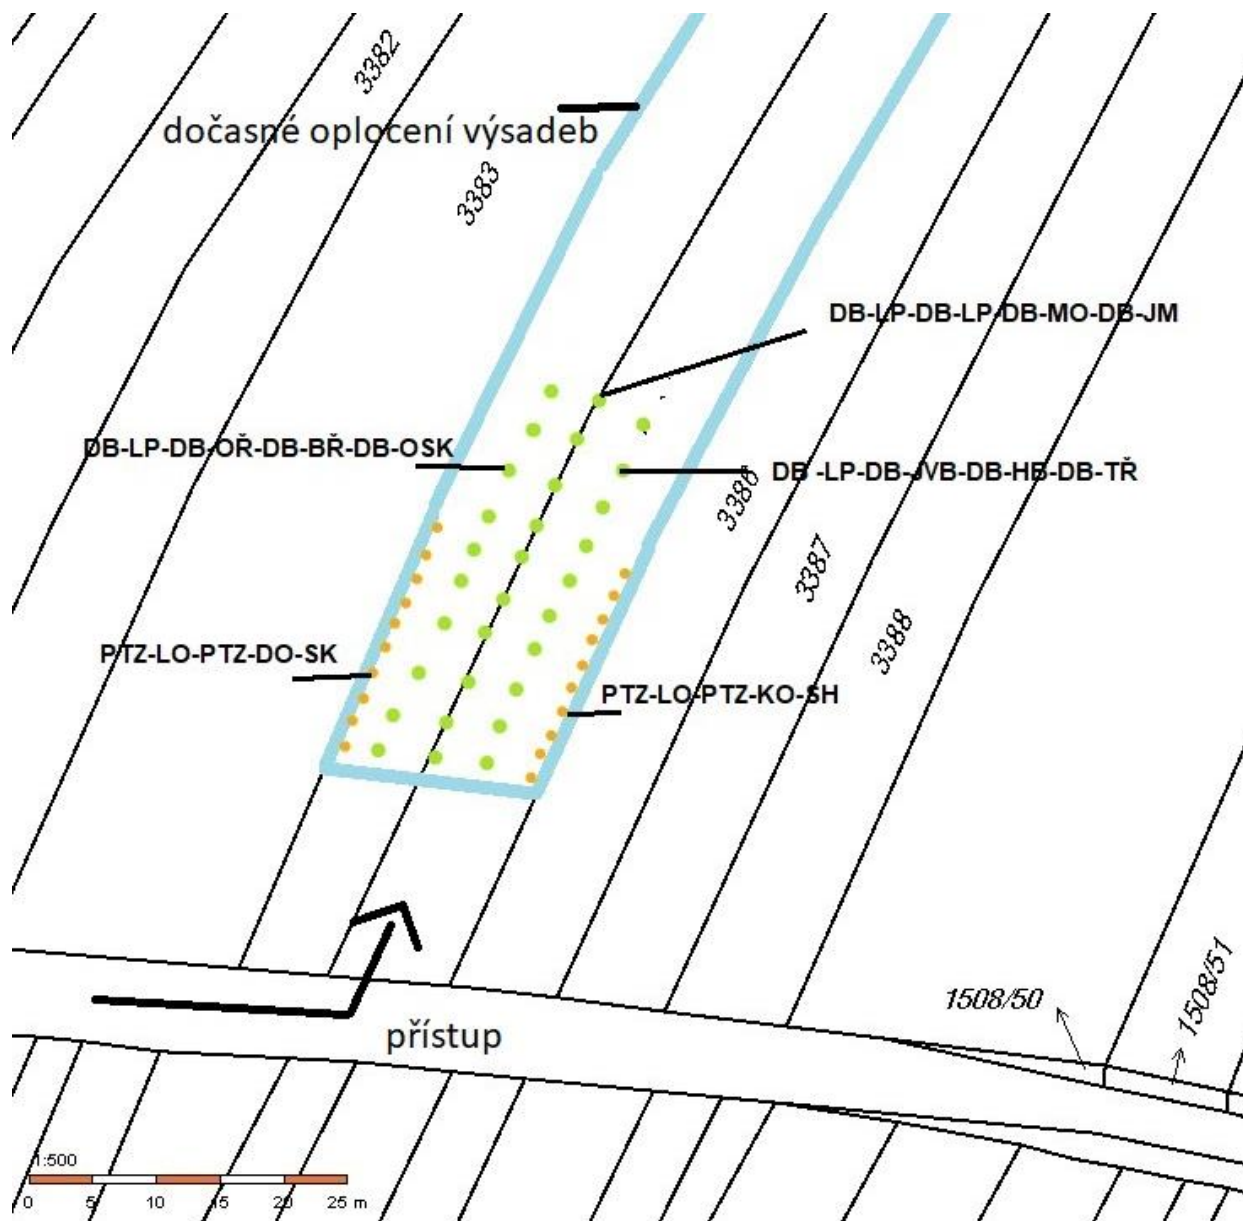 3382
dočasné oplocení výsadeb
3383
DB-LP-DB-LP-DB-MO-DB-JM
DB-LP-DB-OŘ-DB-BŘ-DB-OSK
DB -LP-DB-JVB-DB-HB-DB-TŘ
3386
3387
3388
PTZ-LO-PTZ-DO-SK
PTZ-LO-PTZ-KO-SH
1508/50
1508/51
přístup
1:500
0 5 10 15 20 25 m